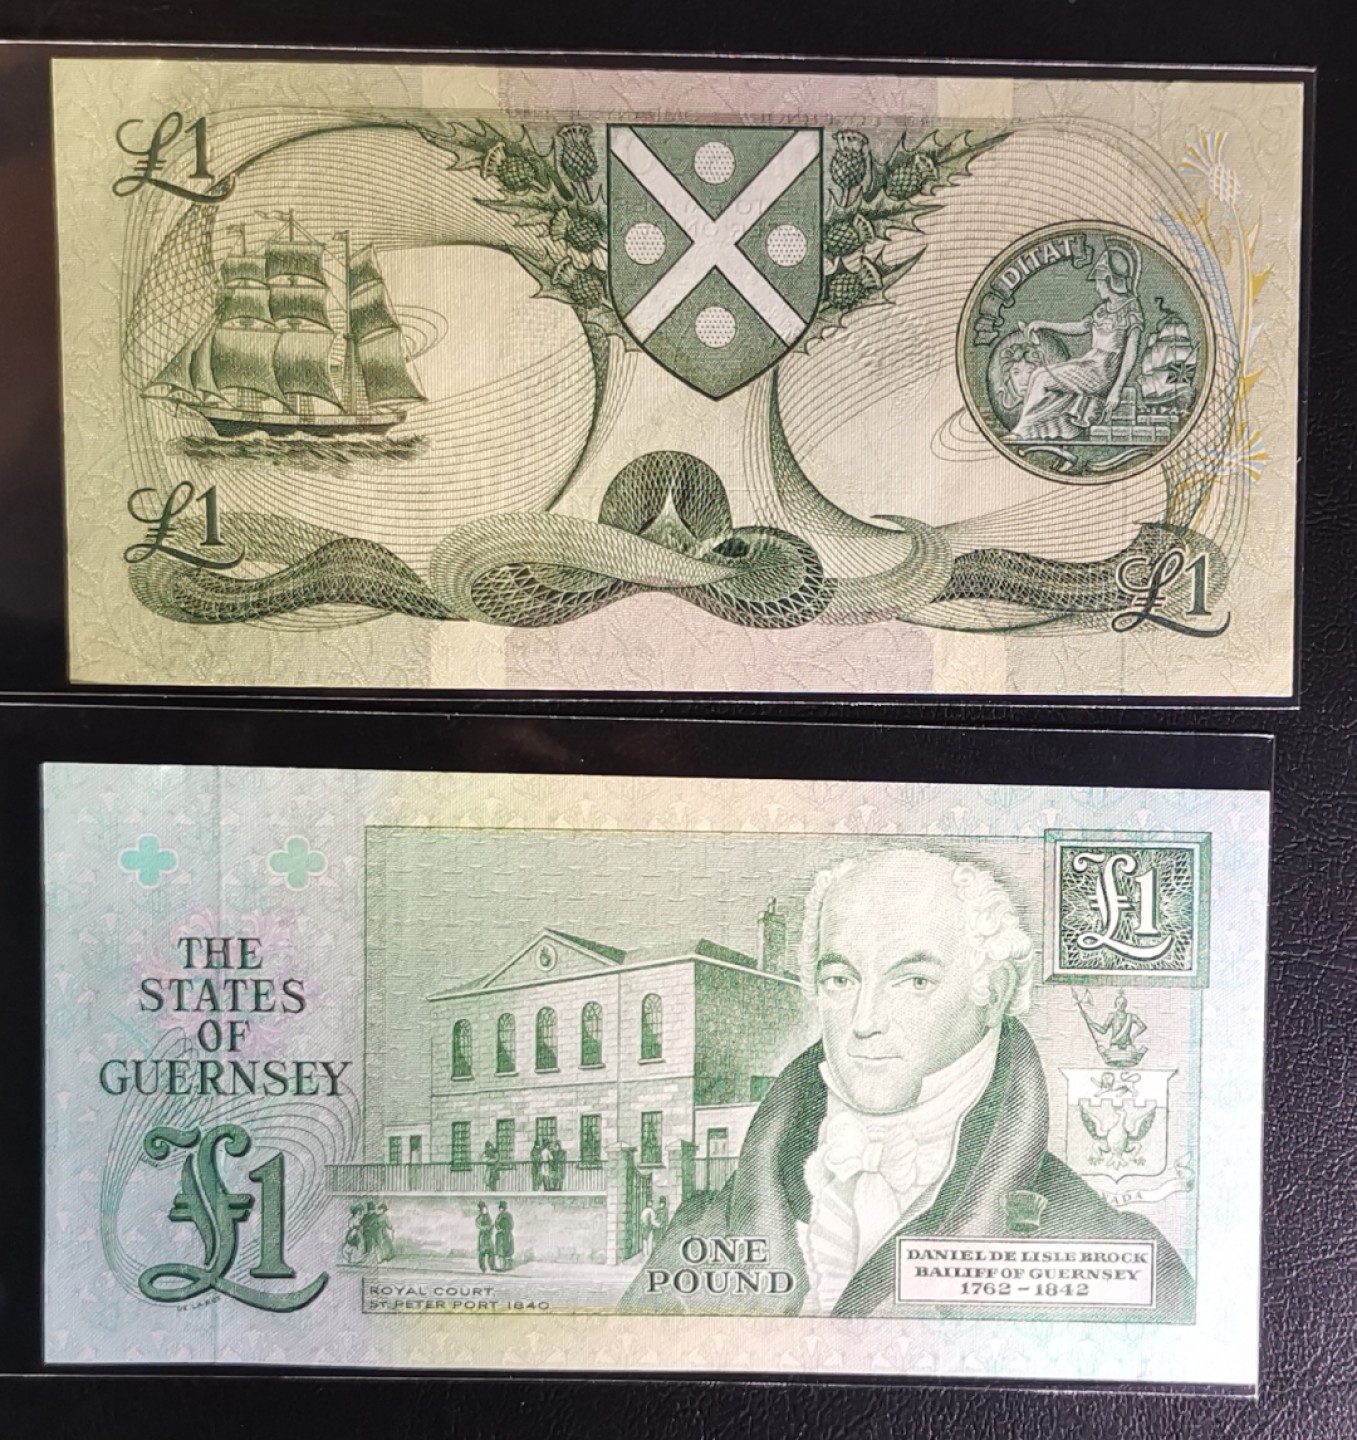 £1
DITAT
£1
£1
THE
STATES
OF
GUERNSEY
£1
£1
ONE
POUND
ROYAL COURT,
ST. PETER PORT 1840
DANIEL DE LISLE BROCK
BAILIFF OF GUERNSEY
1762 - 1842